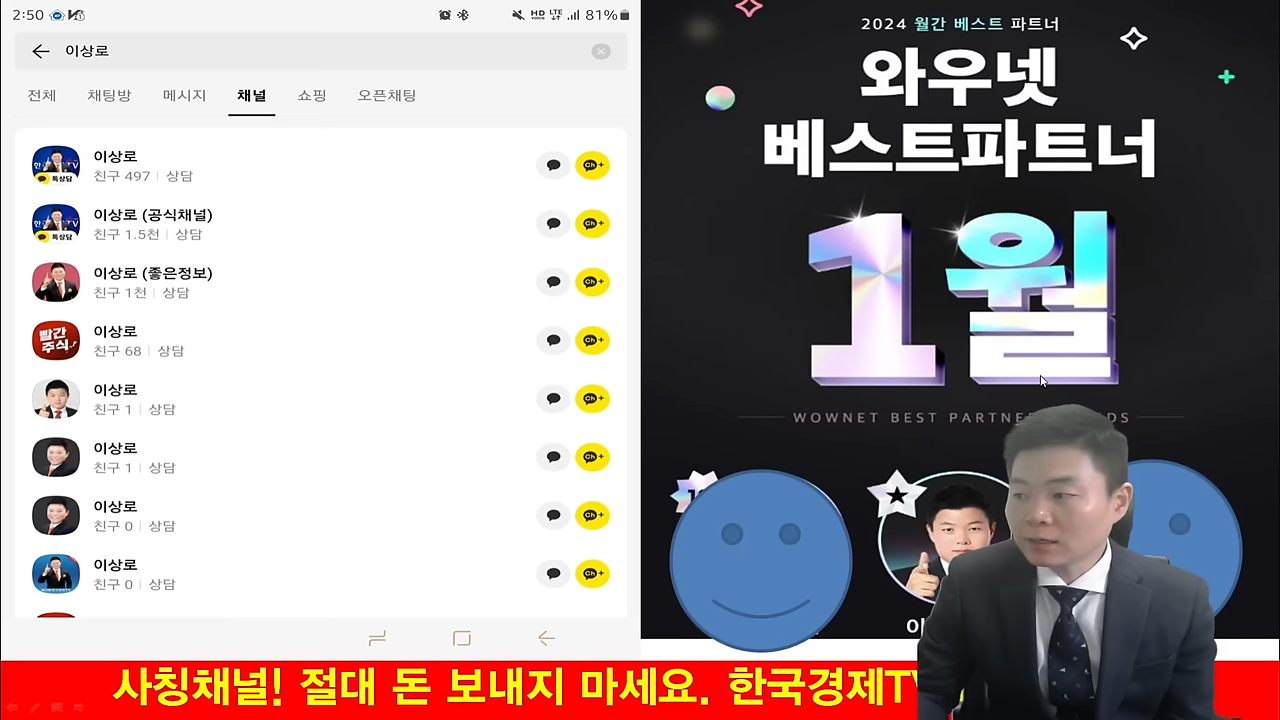 2:50
HD voice LTE 81%
이상로
전체 채팅방 메시지 채널 쇼핑 오픈채팅
이상로
친구 497 | 상담
이상로 (공식채널)
친구 1.5천 | 상담
이상로 (좋은정보)
친구 1천 | 상담
빨간
주식
이상로
친구 68 | 상담
이상로
친구 1 | 상담
이상로
친구 1 | 상담
이상로
친구 0 | 상담
이상로
친구 0 | 상담
2024 월간 베스트 파트너
와우넷
베스트파트너
1월
WOWNET BEST
사칭채널! 절대 돈 보내지 마세요. 한국경제TV